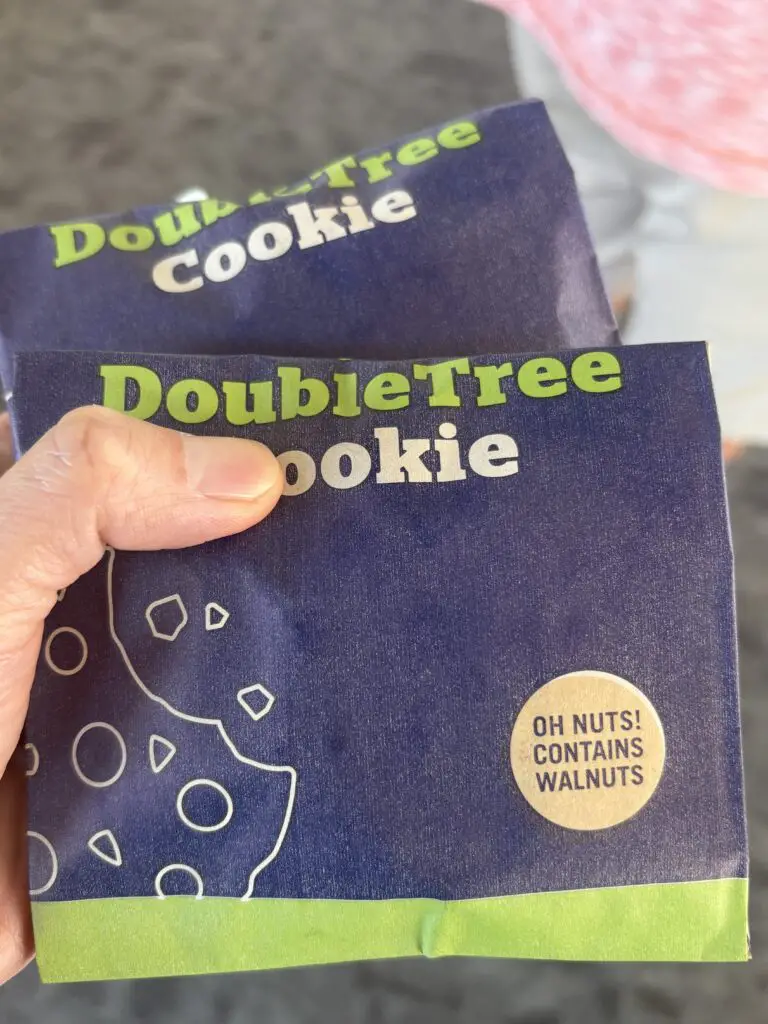 DoubleTree
Cookie
DoubleTree
ookie
OH NUTS!
CONTAINS
WALNUTS